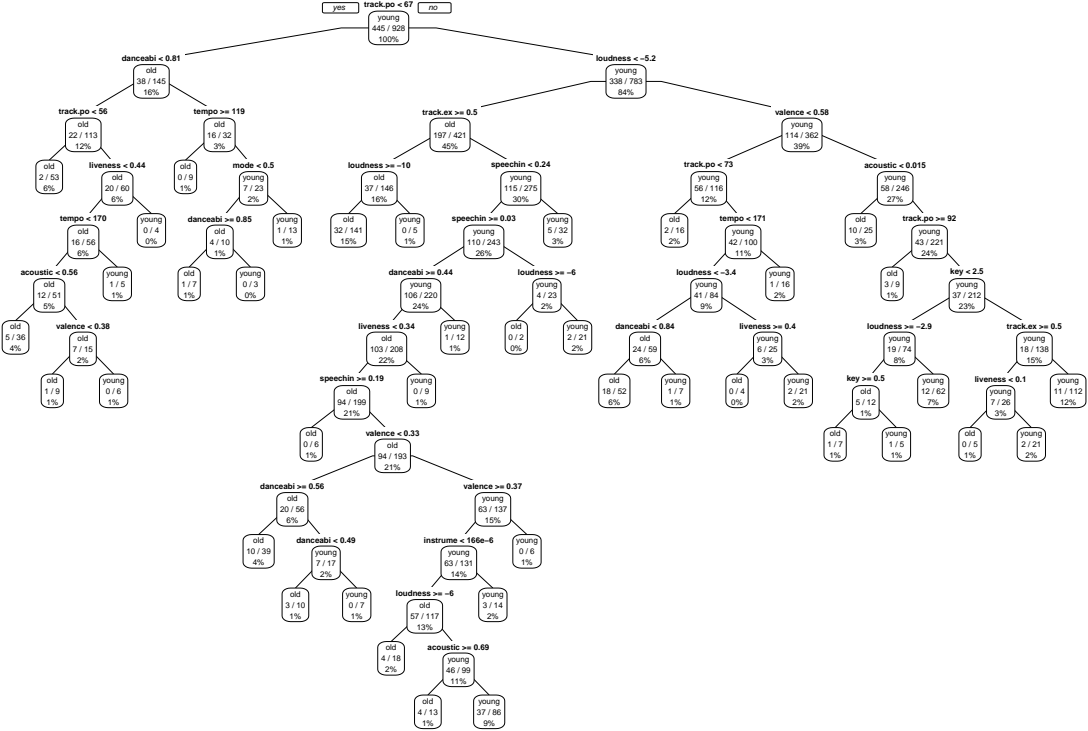 track.po < 67
yes
no
young
445 / 928
100%
danceabi < 0.81
loudness < −5.2
old
38 / 145
16%
young
338 / 783
84%
track.po < 56
tempo >= 119
track.ex >= 0.5
valence < 0.58
old
22 / 113
12%
old
16 / 32
3%
old
197 / 421
45%
young
114 / 362
39%
liveness < 0.44
mode < 0.5
loudness >= −10
speechin < 0.24
track.po < 73
acoustic < 0.015
old
2 / 53
6%
old
20 / 60
6%
old
0 / 9
1%
young
7 / 23
2%
old
37 / 146
16%
young
115 / 275
30%
young
56 / 116
12%
young
58 / 246
27%
tempo < 170
danceabi >= 0.85
speechin >= 0.03
tempo < 171
track.po >= 92
old
16 / 56
6%
young
0 / 4
0%
old
4 / 10
1%
young
1 / 13
1%
old
32 / 141
15%
young
0 / 5
1%
young
110 / 243
26%
young
5 / 32
3%
old
2 / 16
2%
young
42 / 100
11%
old
10 / 25
3%
young
43 / 221
24%
acoustic < 0.56
danceabi >= 0.44
loudness >= −6
loudness < −3.4
key < 2.5
old
12 / 51
5%
young
1 / 5
1%
old
1 / 7
1%
young
0 / 3
0%
young
106 / 220
24%
young
4 / 23
2%
young
41 / 84
9%
young
1 / 16
2%
old
3 / 9
1%
young
37 / 212
23%
valence < 0.38
liveness < 0.34
danceabi < 0.84
liveness >= 0.4
loudness >= −2.9
track.ex >= 0.5
old
5 / 36
4%
old
7 / 15
2%
old
103 / 208
22%
young
1 / 12
1%
old
0 / 2
0%
young
2 / 21
2%
old
24 / 59
6%
young
6 / 25
3%
young
19 / 74
8%
young
18 / 138
15%
speechin >= 0.19
key >= 0.5
liveness < 0.1
old
1 / 9
1%
young
0 / 6
1%
old
94 / 199
21%
young
0 / 9
1%
old
18 / 52
6%
young
1 / 7
1%
old
0 / 4
0%
young
2 / 21
2%
old
5 / 12
1%
young
12 / 62
7%
young
7 / 26
3%
young
11 / 112
12%
valence < 0.33
old
0 / 6
1%
old
94 / 193
21%
old
1 / 7
1%
young
1 / 5
1%
old
0 / 5
1%
young
2 / 21
2%
danceabi >= 0.56
valence >= 0.37
old
20 / 56
6%
young
63 / 137
15%
danceabi < 0.49
instrume < 166e−6
old
10 / 39
4%
young
7 / 17
2%
young
63 / 131
14%
young
0 / 6
1%
loudness >= −6
old
3 / 10
1%
young
0 / 7
1%
old
57 / 117
13%
young
3 / 14
2%
acoustic >= 0.69
old
4 / 18
2%
young
46 / 99
11%
old
4 / 13
1%
young
37 / 86
9%